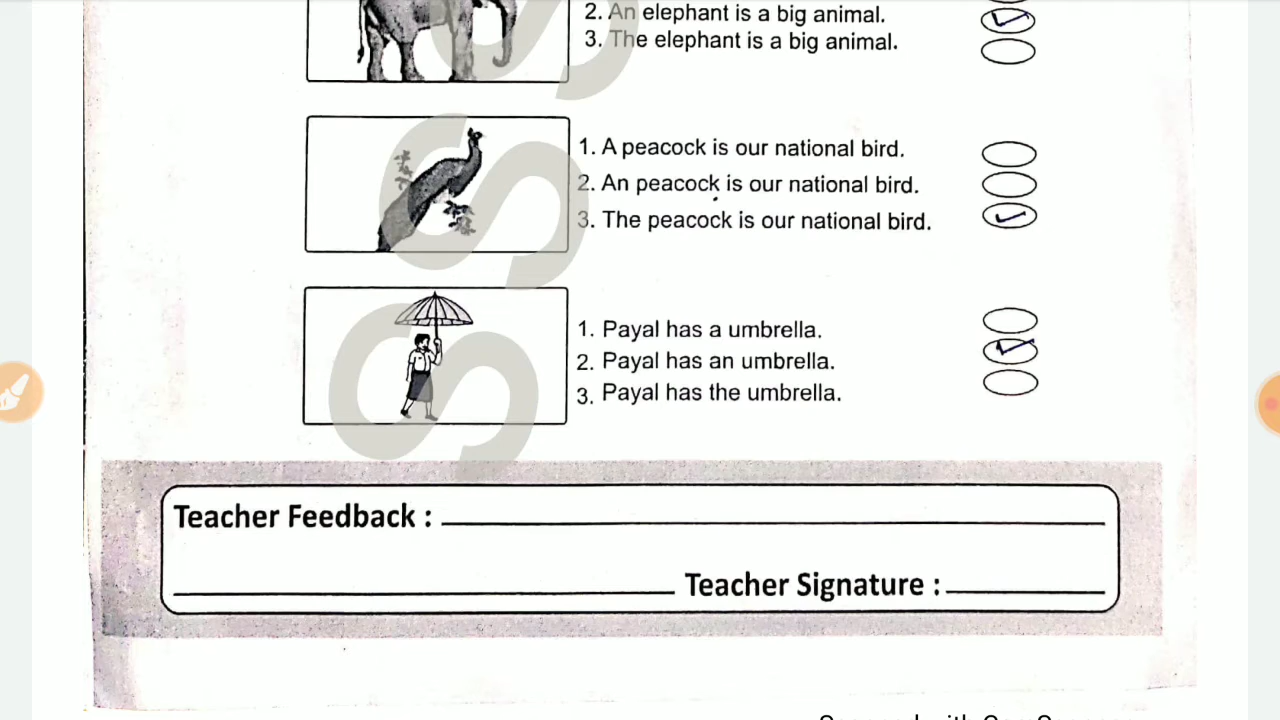 2. An elephant is a big animal.
3. The elephant is a big animal.
1. A peacock is our national bird.
2. An peacock is our national bird.
3. The peacock is our national bird.
1. Payal has a umbrella.
2. Payal has an umbrella.
3. Payal has the umbrella.
Teacher Feedback :
Teacher Signature :